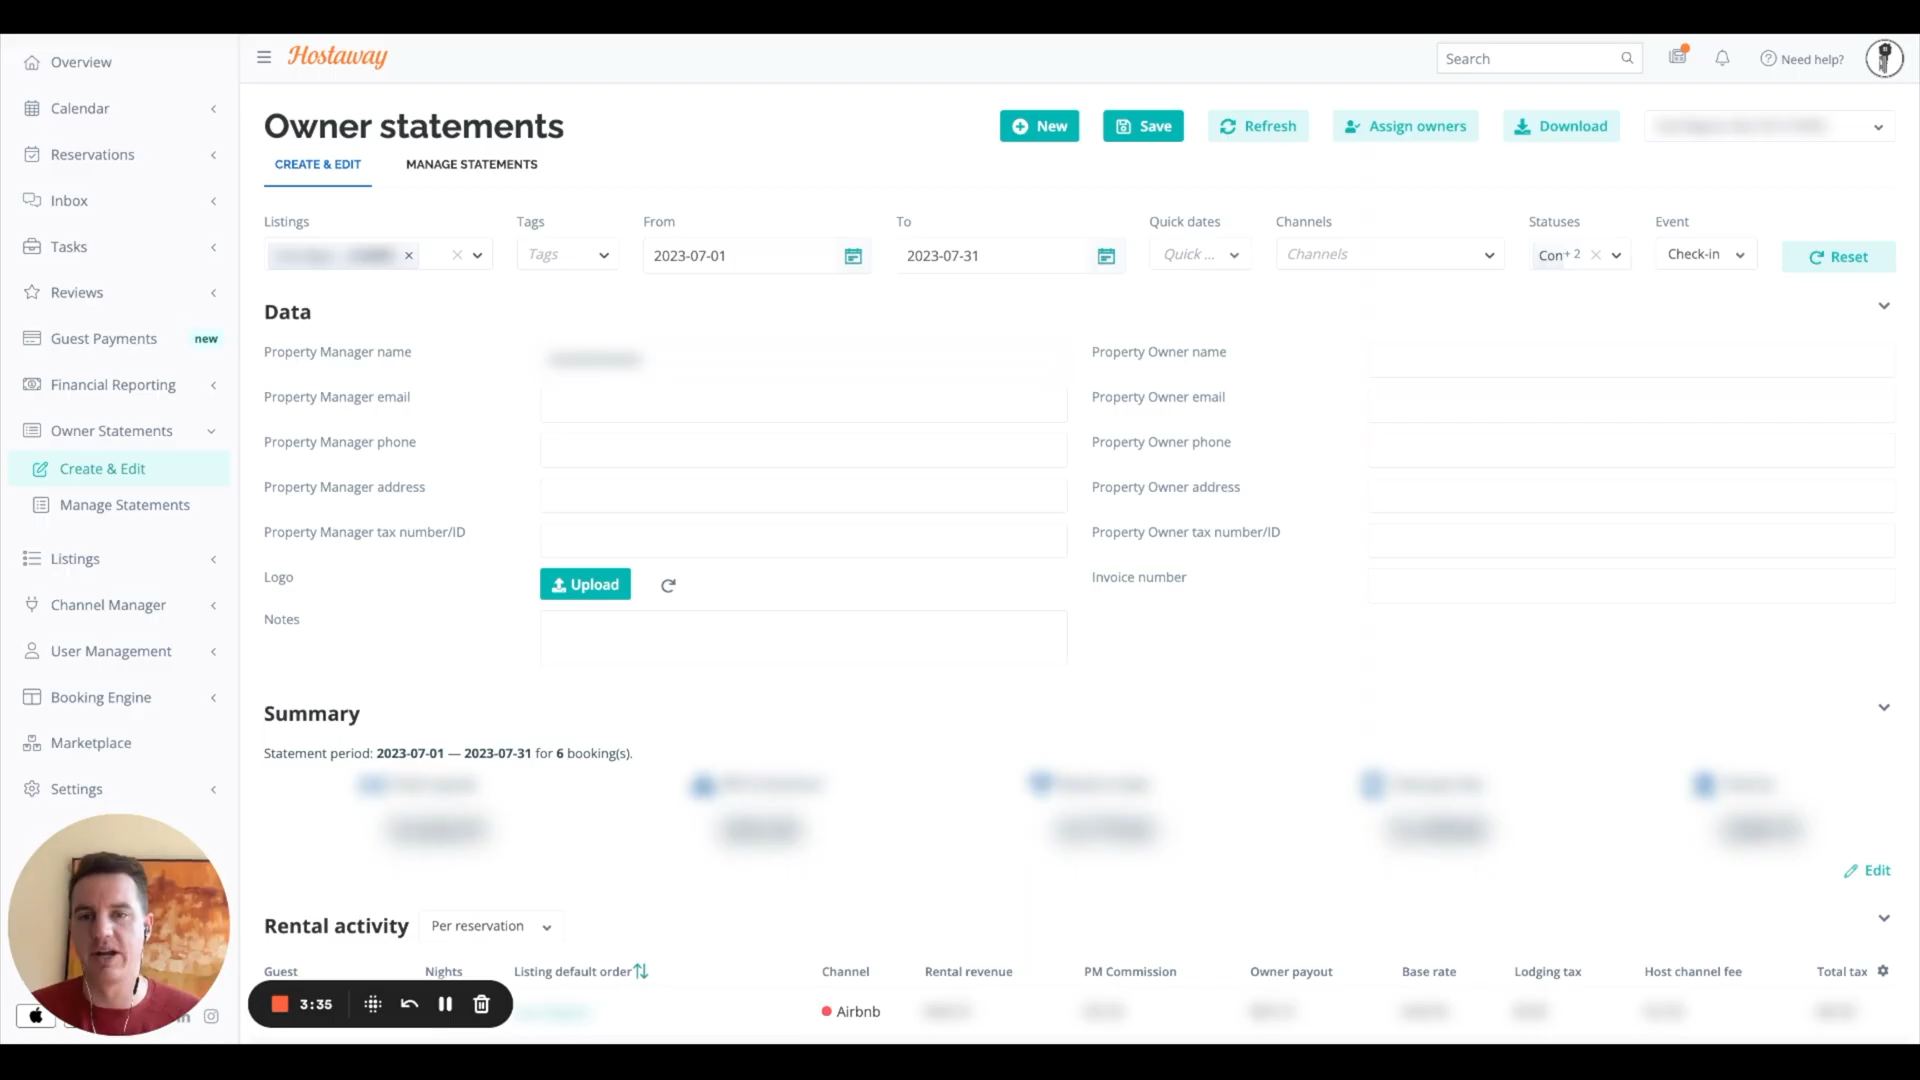 Overview
Calendar
Reservations
Inbox
Tasks
Reviews
Guest Payments new
Financial Reporting
Owner Statements
Create & Edit
Manage Statements
Listings
Channel Manager
User Management
Booking Engine
Marketplace
Settings
Hostaway
Search
Need help?
Owner statements
New
Save
Refresh
Assign owners
Download
CREATE & EDIT
MANAGE STATEMENTS
Listings
Tags
From
To
Quick dates
Channels
Statuses
Event
Tags
2023-07-01
2023-07-31
Quick ...
Channels
Con + 2
Check-in
Reset
Data
Property Manager name
Property Owner name
Property Manager email
Property Owner email
Property Manager phone
Property Owner phone
Property Manager address
Property Owner address
Property Manager tax number/ID
Property Owner tax number/ID
Logo
Upload
Invoice number
Notes
Summary
Statement period: 2023-07-01 — 2023-07-31 for 6 booking(s).
Edit
Rental activity
Per reservation
Guest
Nights
Listing default order
Channel
Rental revenue
PM Commission
Owner payout
Base rate
Lodging tax
Host channel fee
Total tax
3:35
Airbnb